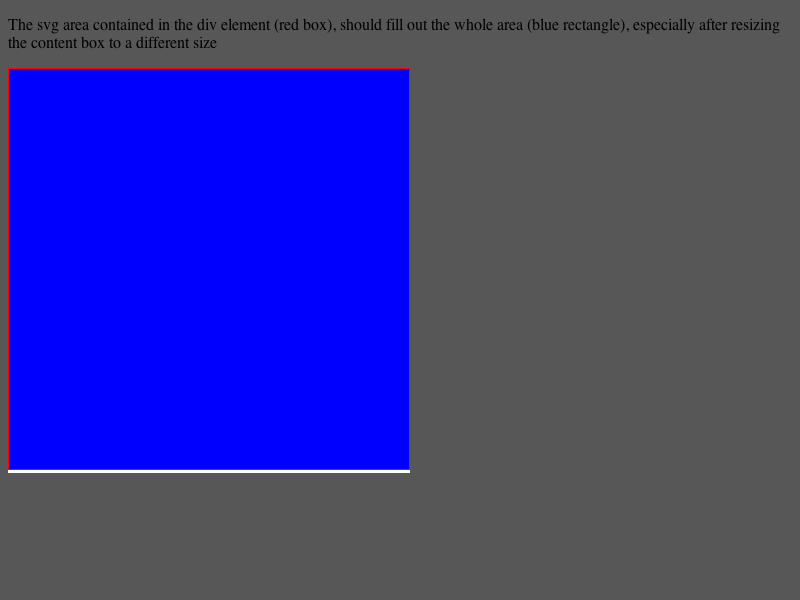 The svg area contained in the div element (red box), should fill out the whole area (blue rectangle), especially after resizing
the content box to a different size